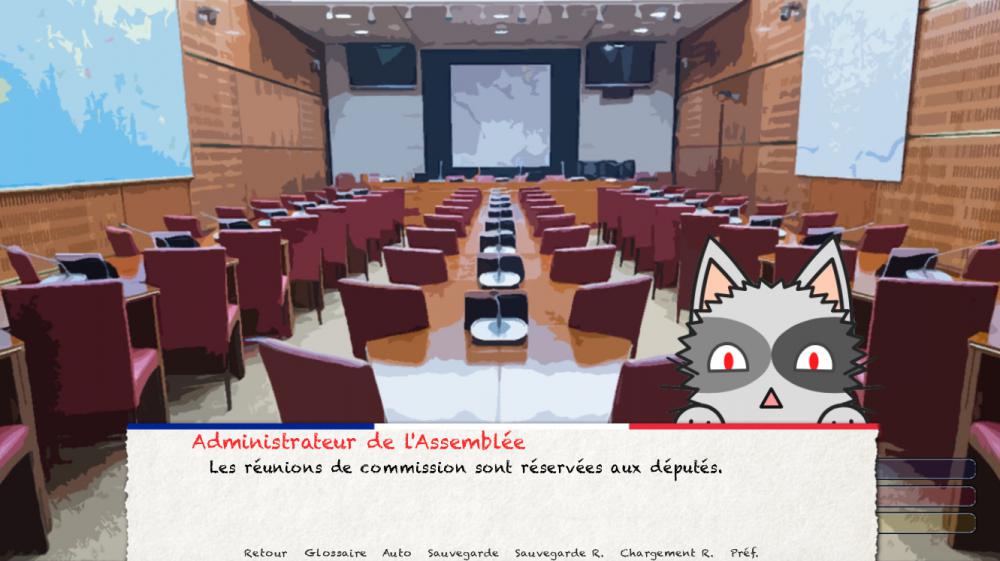 Administrateur de l'Assemblée
Les réunions de commission sont réservées aux députés.
Retour Glossaire Auto Sauvegarde Sauvegarde R. Chargement R. Préf.